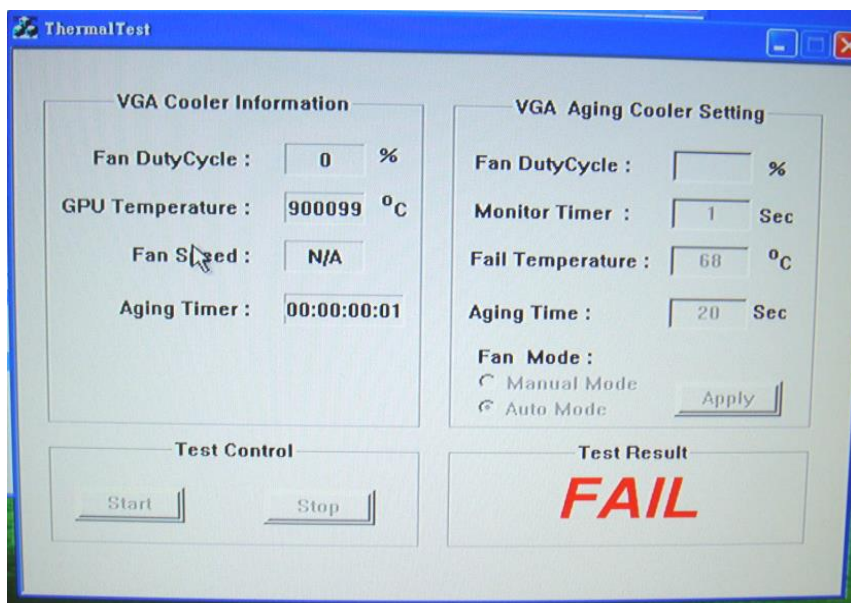 ThermalTest
VGA Cooler Information
Fan DutyCycle : 0 %
GPU Temperature : 900099 °C
Fan Speed : N/A
Aging Timer : 00:00:00:01
VGA Aging Cooler Setting
Fan DutyCycle : %
Monitor Timer : 1 Sec
Fail Temperature : 68 °C
Aging Time : 20 Sec
Fan Mode :
Manual Mode
Auto Mode
Apply
Test Control
Start Stop
Test Result
FAIL